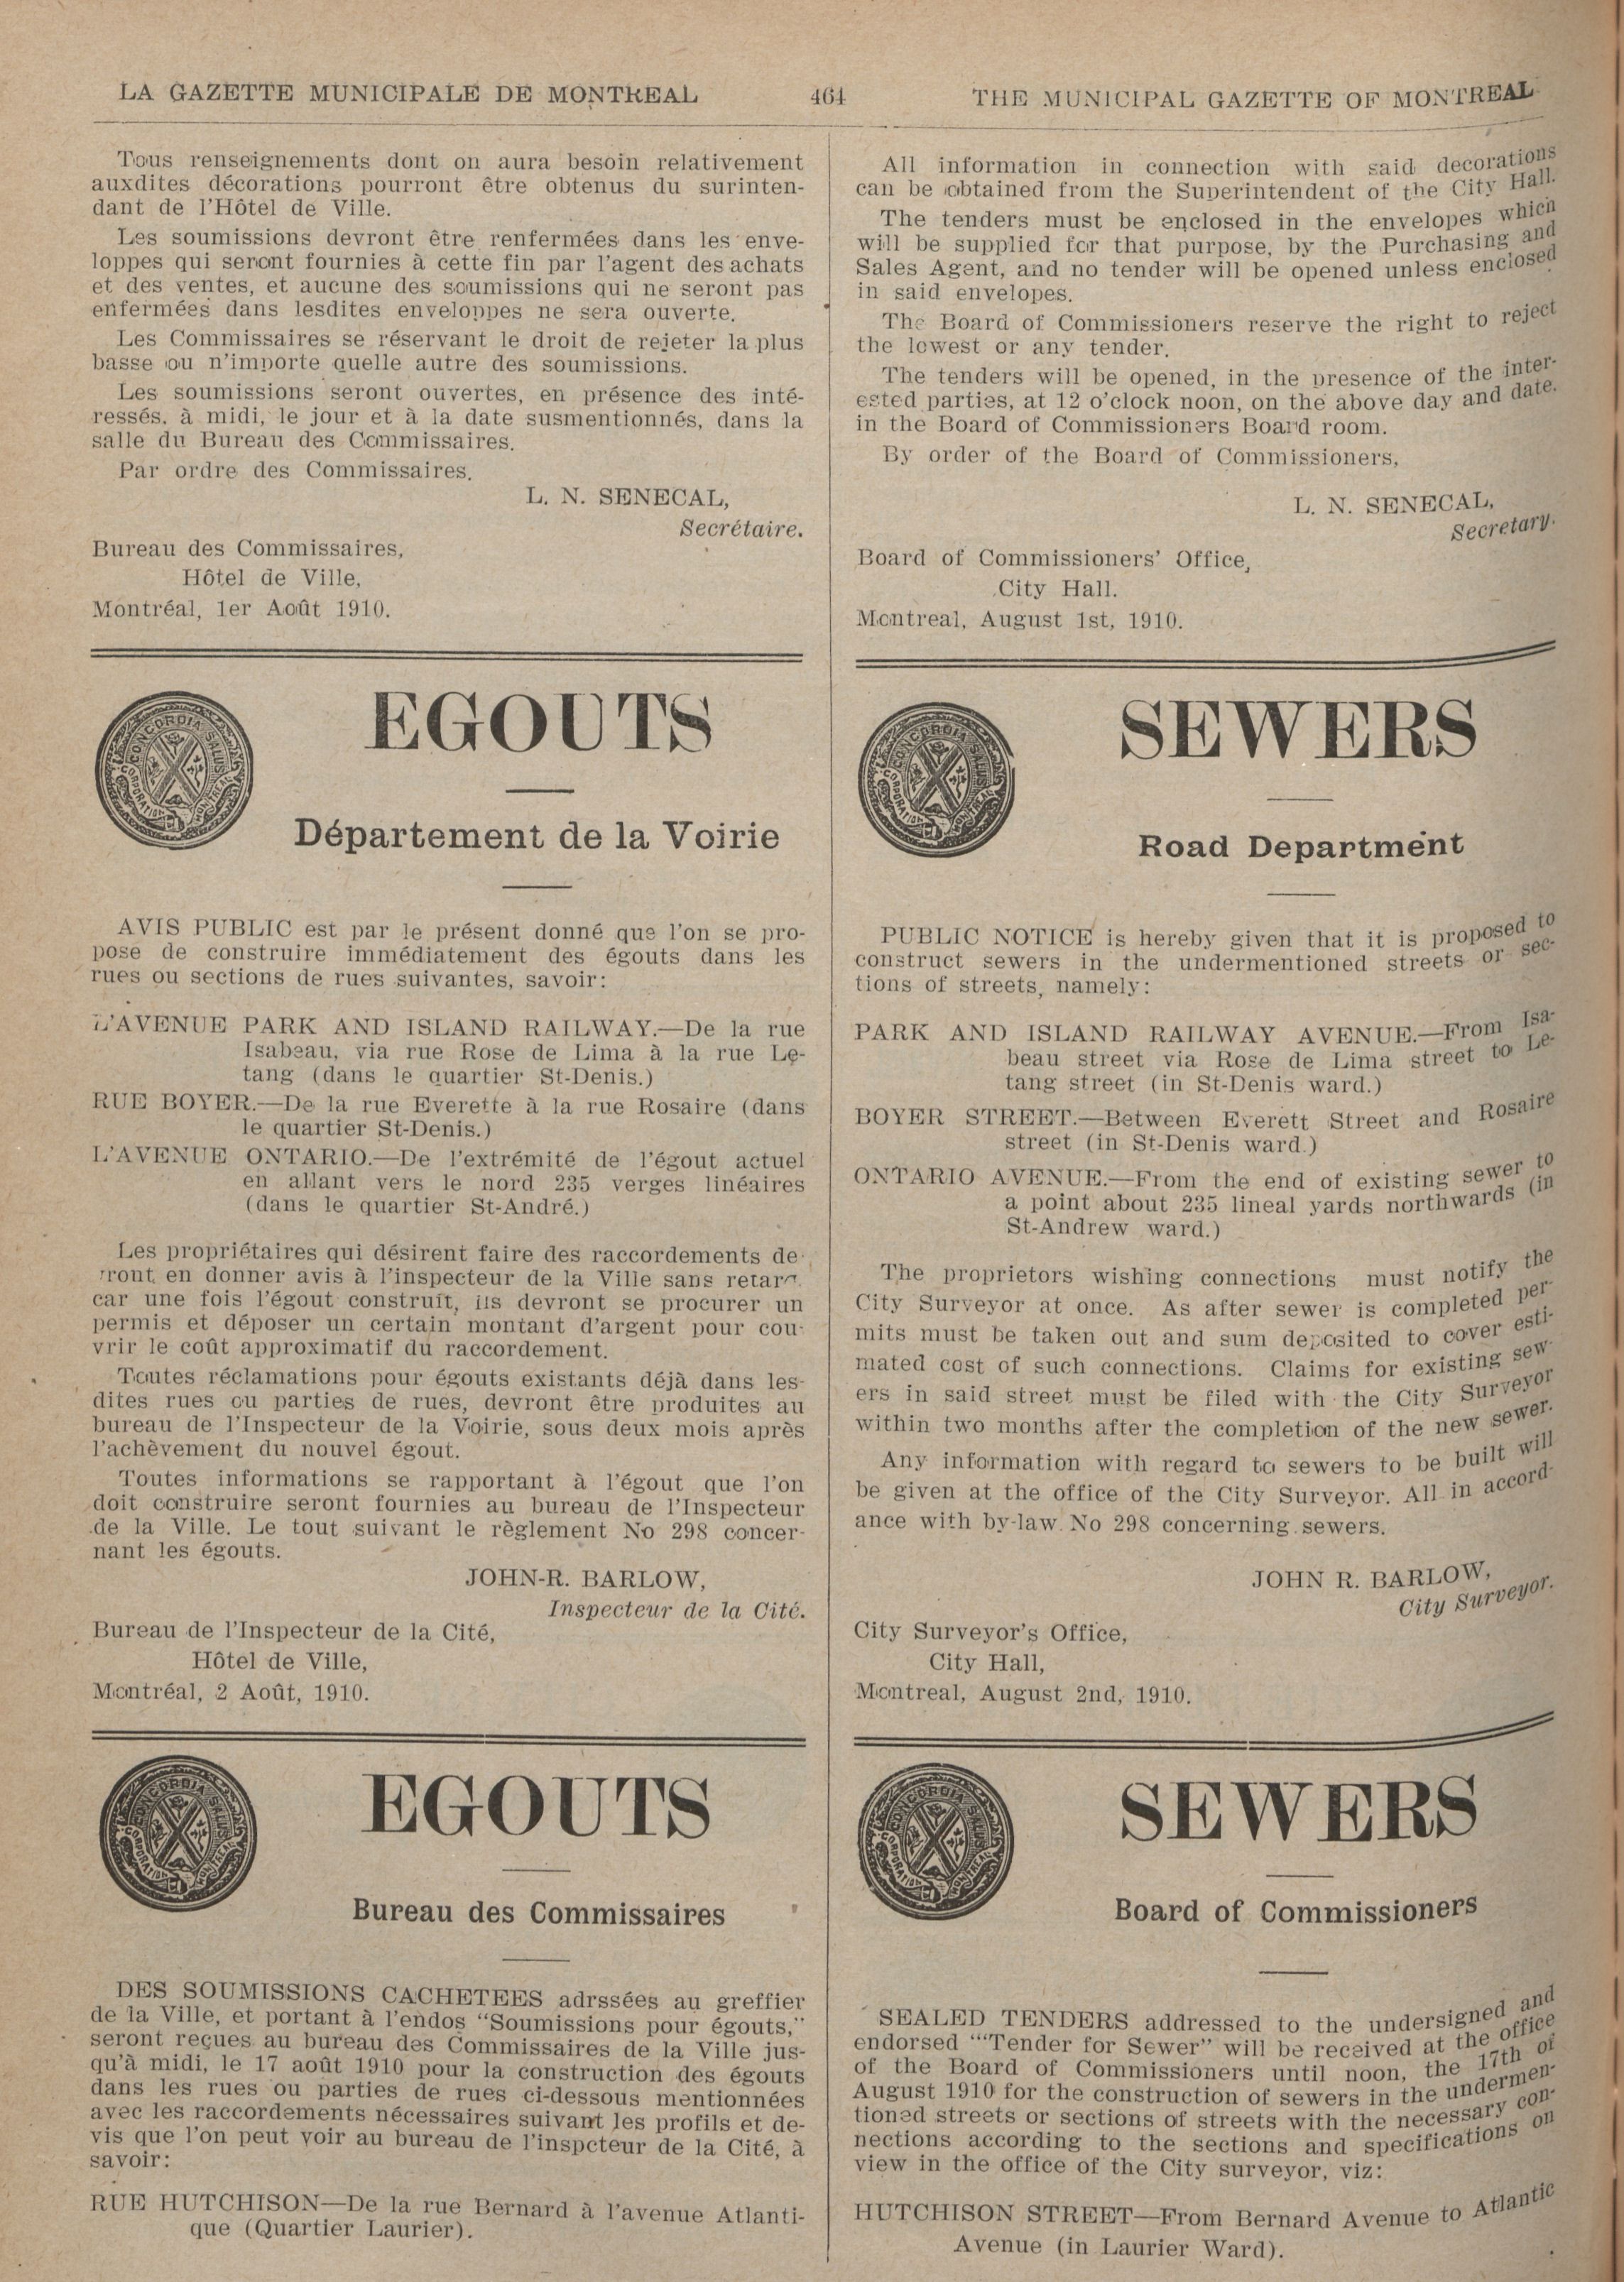 LA GAZETTE MUNICIPALE DE MONTREAL 464 THE MUNICIPAL GAZETTE OF MONTREAL
Tous renseignements dont on aura besoin relativement
auxdites décorations pourront être obtenus du surinten-
dant de l'Hôtel de Ville.
Les soumissions devront être renfermées dans les enve-
loppes qui seront fournies à cette fin par l'agent des achats
et des ventes, et aucune des soumissions qui ne seront pas
enfermées dans lesdites enveloppes ne sera ouverte.
Les Commissaires se réservant le droit de rejeter la plus
basse ou n'importe quelle autre des soumissions.
Les soumissions seront ouvertes, en présence des inté-
ressés, à midi, le jour et à la date susmentionnés, dans la
salle du Bureau des Commissaires.
Par ordre des Commissaires.
L. N. SENECAL,
Secrétaire.
Bureau des Commissaires,
Hôtel de Ville,
Montréal, 1er Août 1910.
EGOUTS
Département de la Voirie
AVIS PUBLIC est par le présent donné que l'on se pro-
pose de construire immédiatement des égouts dans les
rues ou sections de rues suivantes, savoir:
L'AVENUE PARK AND ISLAND RAILWAY.—De la rue
Isabeau, via rue Rose de Lima à la rue Le-
tang (dans le quartier St-Denis.)
RUE BOYER.—De la rue Everette à la rue Rosaire (dans
le quartier St-Denis.)
L'AVENUE ONTARIO.—De l'extrémité de l'égout actuel
en allant vers le nord 235 verges linéaires
(dans le quartier St-André.)
Les propriétaires qui désirent faire des raccordements de
vront en donner avis à l'inspecteur de la Ville sans retard
car une fois l'égout construit, ils devront se procurer un
permis et déposer un certain montant d'argent pour cou-
vrir le coût approximatif du raccordement.
Toutes réclamations pour égouts existants déjà dans les-
dites rues ou parties de rues, devront être produites au
bureau de l'Inspecteur de la Voirie, sous deux mois après
l'achèvement du nouvel égout.
Toutes informations se rapportant à l'égout que l'on
doit construire seront fournies au bureau de l'Inspecteur
de la Ville. Le tout suivant le règlement No 298 concer-
nant les égouts.
JOHN-R. BARLOW,
Inspecteur de la Cité.
Bureau de l'Inspecteur de la Cité,
Hôtel de Ville,
Montréal, 2 Août, 1910.
EGOUTS
Bureau des Commissaires
DES SOUMISSIONS CACHETEES adrssées au greffier
de la Ville, et portant à l'endos "Soumissions pour égouts,"
seront reçues au bureau des Commissaires de la Ville jus-
qu'à midi, le 17 août 1910 pour la construction des égouts
dans les rues ou parties de rues ci-dessous mentionnées
avec les raccordements nécessaires suivant les profils et de-
vis que l'on peut voir au bureau de l'inspcteur de la Cité, à
savoir:
RUE HUTCHISON—De la rue Bernard à l'avenue Atlanti-
que (Quartier Laurier).
All information in connection with said decorations
can be obtained from the Superintendent of the City Hall.
The tenders must be enclosed in the envelopes which
will be supplied for that purpose, by the Purchasing and
Sales Agent, and no tender will be opened unless enclosed
in said envelopes.
The Board of Commissioners reserve the right to reject
the lowest or any tender.
The tenders will be opened, in the presence of the inter-
ested parties, at 12 o'clock noon, on the above day and date.
in the Board of Commissioners Board room.
By order of the Board of Commissioners,
L. N. SENECAL,
Secretary.
Board of Commissioners' Office,
City Hall.
Montreal, August 1st, 1910.
SEWERS
Road Department
PUBLIC NOTICE is hereby given that it is proposed to
construct sewers in the undermentioned streets or sec-
tions of streets, namely:
PARK AND ISLAND RAILWAY AVENUE.—From Isa-
beau street via Rose de Lima street to Le-
tang street (in St-Denis ward.)
BOYER STREET.—Between Everett Street and Rosaire
street (in St-Denis ward.)
ONTARIO AVENUE.—From the end of existing sewer to
a point about 235 lineal yards northwards (in
St-Andrew ward.)
The proprietors wishing connections must notify the
City Surveyor at once. As after sewer is completed per-
mits must be taken out and sum deposited to cover esti-
mated cost of such connections. Claims for existing sew-
ers in said street must be filed with the City Surveyor
within two months after the completion of the new sewer.
Any information with regard to sewers to be built will
be given at the office of the City Surveyor. All in accord-
ance with by-law No 298 concerning sewers.
JOHN R. BARLOW,
City Surveyor.
City Surveyor's Office,
City Hall,
Montreal, August 2nd, 1910.
SEWERS
Board of Commissioners
SEALED TENDERS addressed to the undersigned and
endorsed "'Tender for Sewer" will be received at the office
of the Board of Commissioners until noon, the 17th of
August 1910 for the construction of sewers in the undermen-
tioned streets or sections of streets with the necessary con-
nections according to the sections and specifications on
view in the office of the City surveyor, viz:
HUTCHISON STREET—From Bernard Avenue to Atlantic
Avenue (in Laurier Ward).
CONCORDIA SALUS
CORPORATION MONTREAL
CONCORDIA SALUS
CORPORATION MONTREAL
CONCORDIA SALUS
CORPORATION MONTREAL
CONCORDIA SALUS
CORPORATION MONTREAL